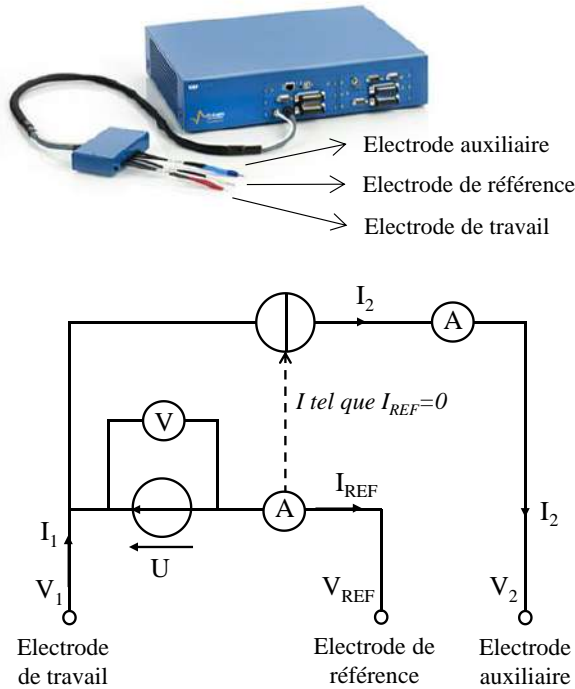 Electrode auxiliaire
Electrode de référence
Electrode de travail
I2
A
I tel que IREF=0
V
A
IREF
I1
U
I2
V1
VREF
V2
Electrode de travail
Electrode de référence
Electrode auxiliaire